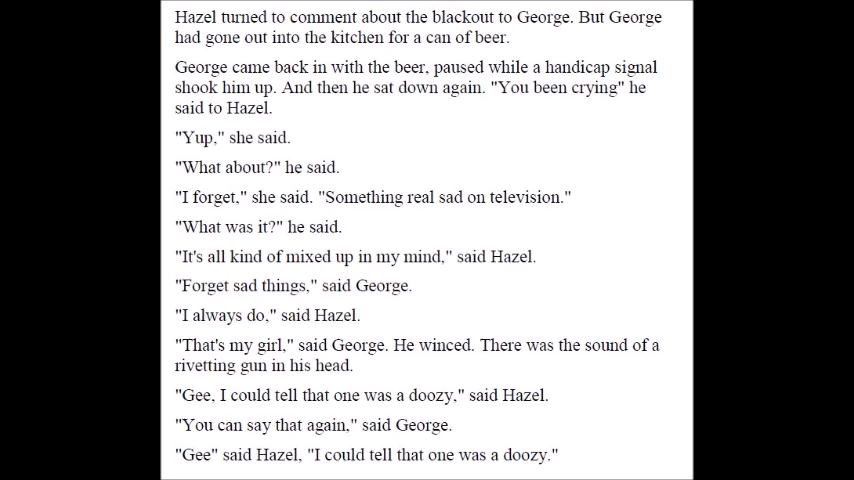 Hazel turned to comment about the blackout to George. But George
had gone out into the kitchen for a can of beer.
George came back in with the beer, paused while a handicap signal
shook him up. And then he sat down again. "You been crying" he
said to Hazel.
"Yup," she said.
"What about?" he said.
"I forget," she said. "Something real sad on television."
"What was it?" he said.
"It's all kind of mixed up in my mind," said Hazel.
"Forget sad things," said George.
"I always do," said Hazel.
"That's my girl," said George. He winced. There was the sound of a
rivetting gun in his head.
"Gee, I could tell that one was a doozy," said Hazel.
"You can say that again," said George.
"Gee" said Hazel, "I could tell that one was a doozy."